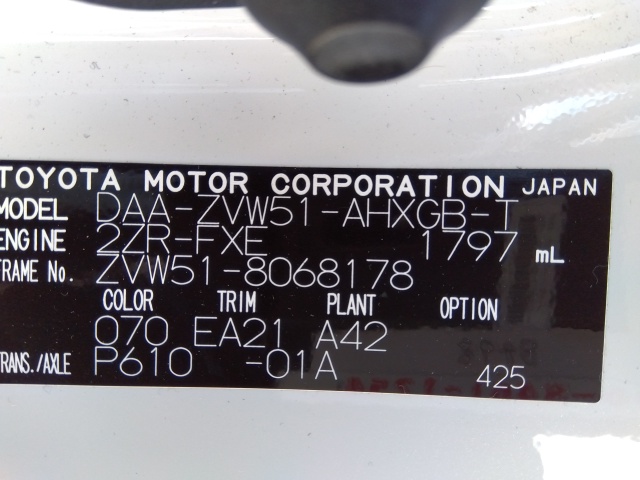 TOYOTA MOTOR CORPORATION JAPAN
MODEL DAA-ZVW51-AHXGB-T
ENGINE 2ZR-FXE 1797 mL
FRAME No. ZVW51-8068178
COLOR TRIM PLANT OPTION
070 EA21 A42
TRANS./AXLE P610 -01A 425